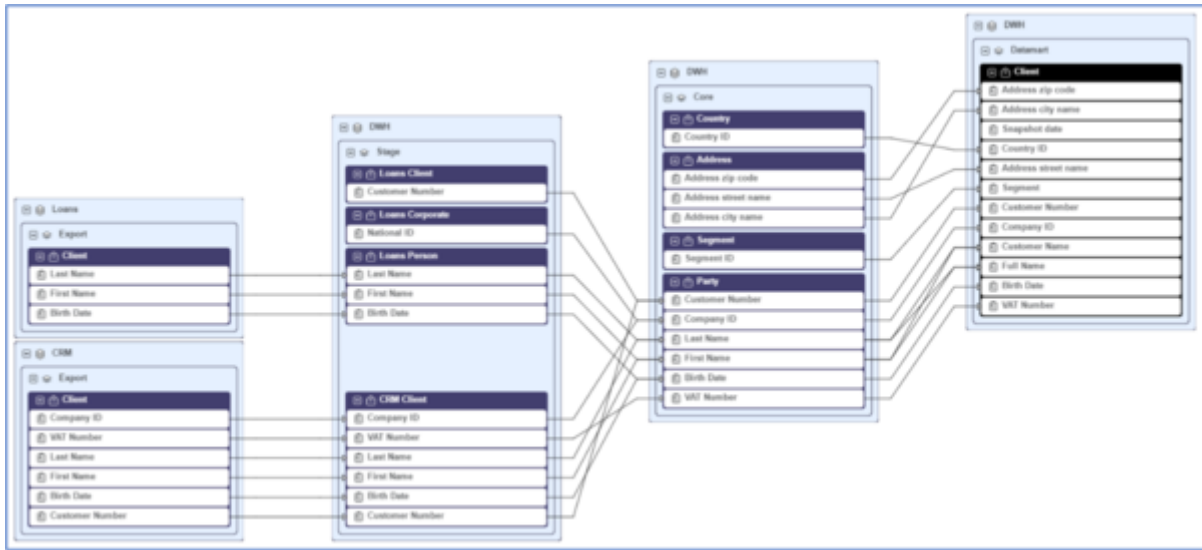 Loans
Export
Client
Last Name
First Name
Birth Date
CRM
Export
Client
Company ID
VAT Number
Last Name
First Name
Birth Date
Customer Number
DWH
Stage
Loans Client
Customer Number
Loans Corporate
National ID
Loans Person
Last Name
First Name
Birth Date
CRM Client
Company ID
VAT Number
Last Name
First Name
Birth Date
Customer Number
DWH
Core
Country
Country ID
Address
Address zip code
Address street name
Address city name
Segment
Segment ID
Party
Customer Number
Company ID
Last Name
First Name
Birth Date
VAT Number
DWH
Datamart
Client
Address zip code
Address city name
Snapshot date
Country ID
Address street name
Segment
Customer Number
Company ID
Customer Name
Full Name
Birth Date
VAT Number